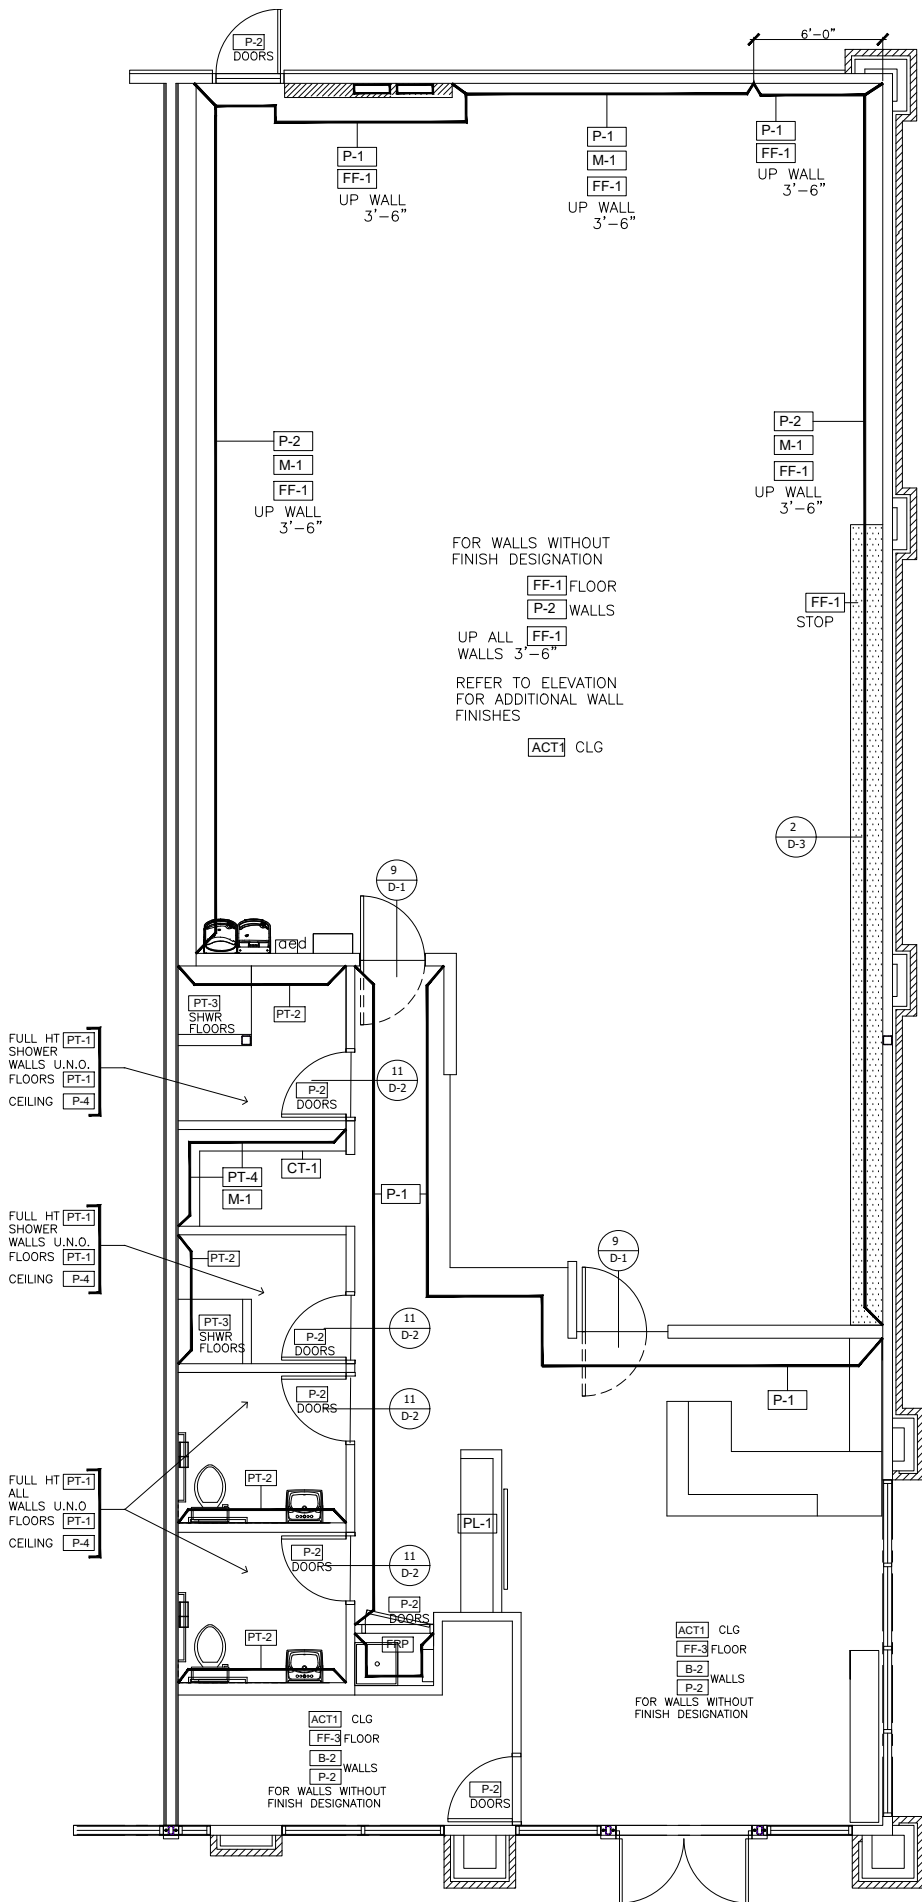 P-2
DOORS
6'-0"
P-1
FF-1
UP WALL
3'-6"
P-1
M-1
FF-1
UP WALL
3'-6"
P-1
FF-1
UP WALL
3'-6"
P-2
M-1
FF-1
UP WALL
3'-6"
P-2
M-1
FF-1
UP WALL
3'-6"
FOR WALLS WITHOUT
FINISH DESIGNATION
FF-1 FLOOR
P-2 WALLS
UP ALL FF-1
WALLS 3'-6"
REFER TO ELEVATION
FOR ADDITIONAL WALL
FINISHES
ACT1 CLG
FF-1
STOP
2
D-3
9
D-1
aed
PT-3
SHWR
FLOORS
PT-2
FULL HT PT-1
SHOWER
WALLS U.N.O.
FLOORS PT-1
CEILING P-4
11
D-2
P-2
DOORS
PT-4
M-1
CT-1
P-1
FULL HT PT-1
SHOWER
WALLS U.N.O.
FLOORS PT-1
CEILING P-4
PT-2
9
D-1
PT-3
SHWR
FLOORS
P-2
DOORS
11
D-2
P-2
DOORS
11
D-2
P-1
FULL HT PT-1
ALL
WALLS U.N.O
FLOORS PT-1
CEILING P-4
PT-2
PL-1
P-2
DOORS
11
D-2
P-2
DOORS
PT-2
FRP
ACT1 CLG
FF-3 FLOOR
B-2
WALLS
P-2
FOR WALLS WITHOUT
FINISH DESIGNATION
ACT1 CLG
FF-3 FLOOR
B-2
WALLS
P-2
FOR WALLS WITHOUT
FINISH DESIGNATION
P-2
DOORS